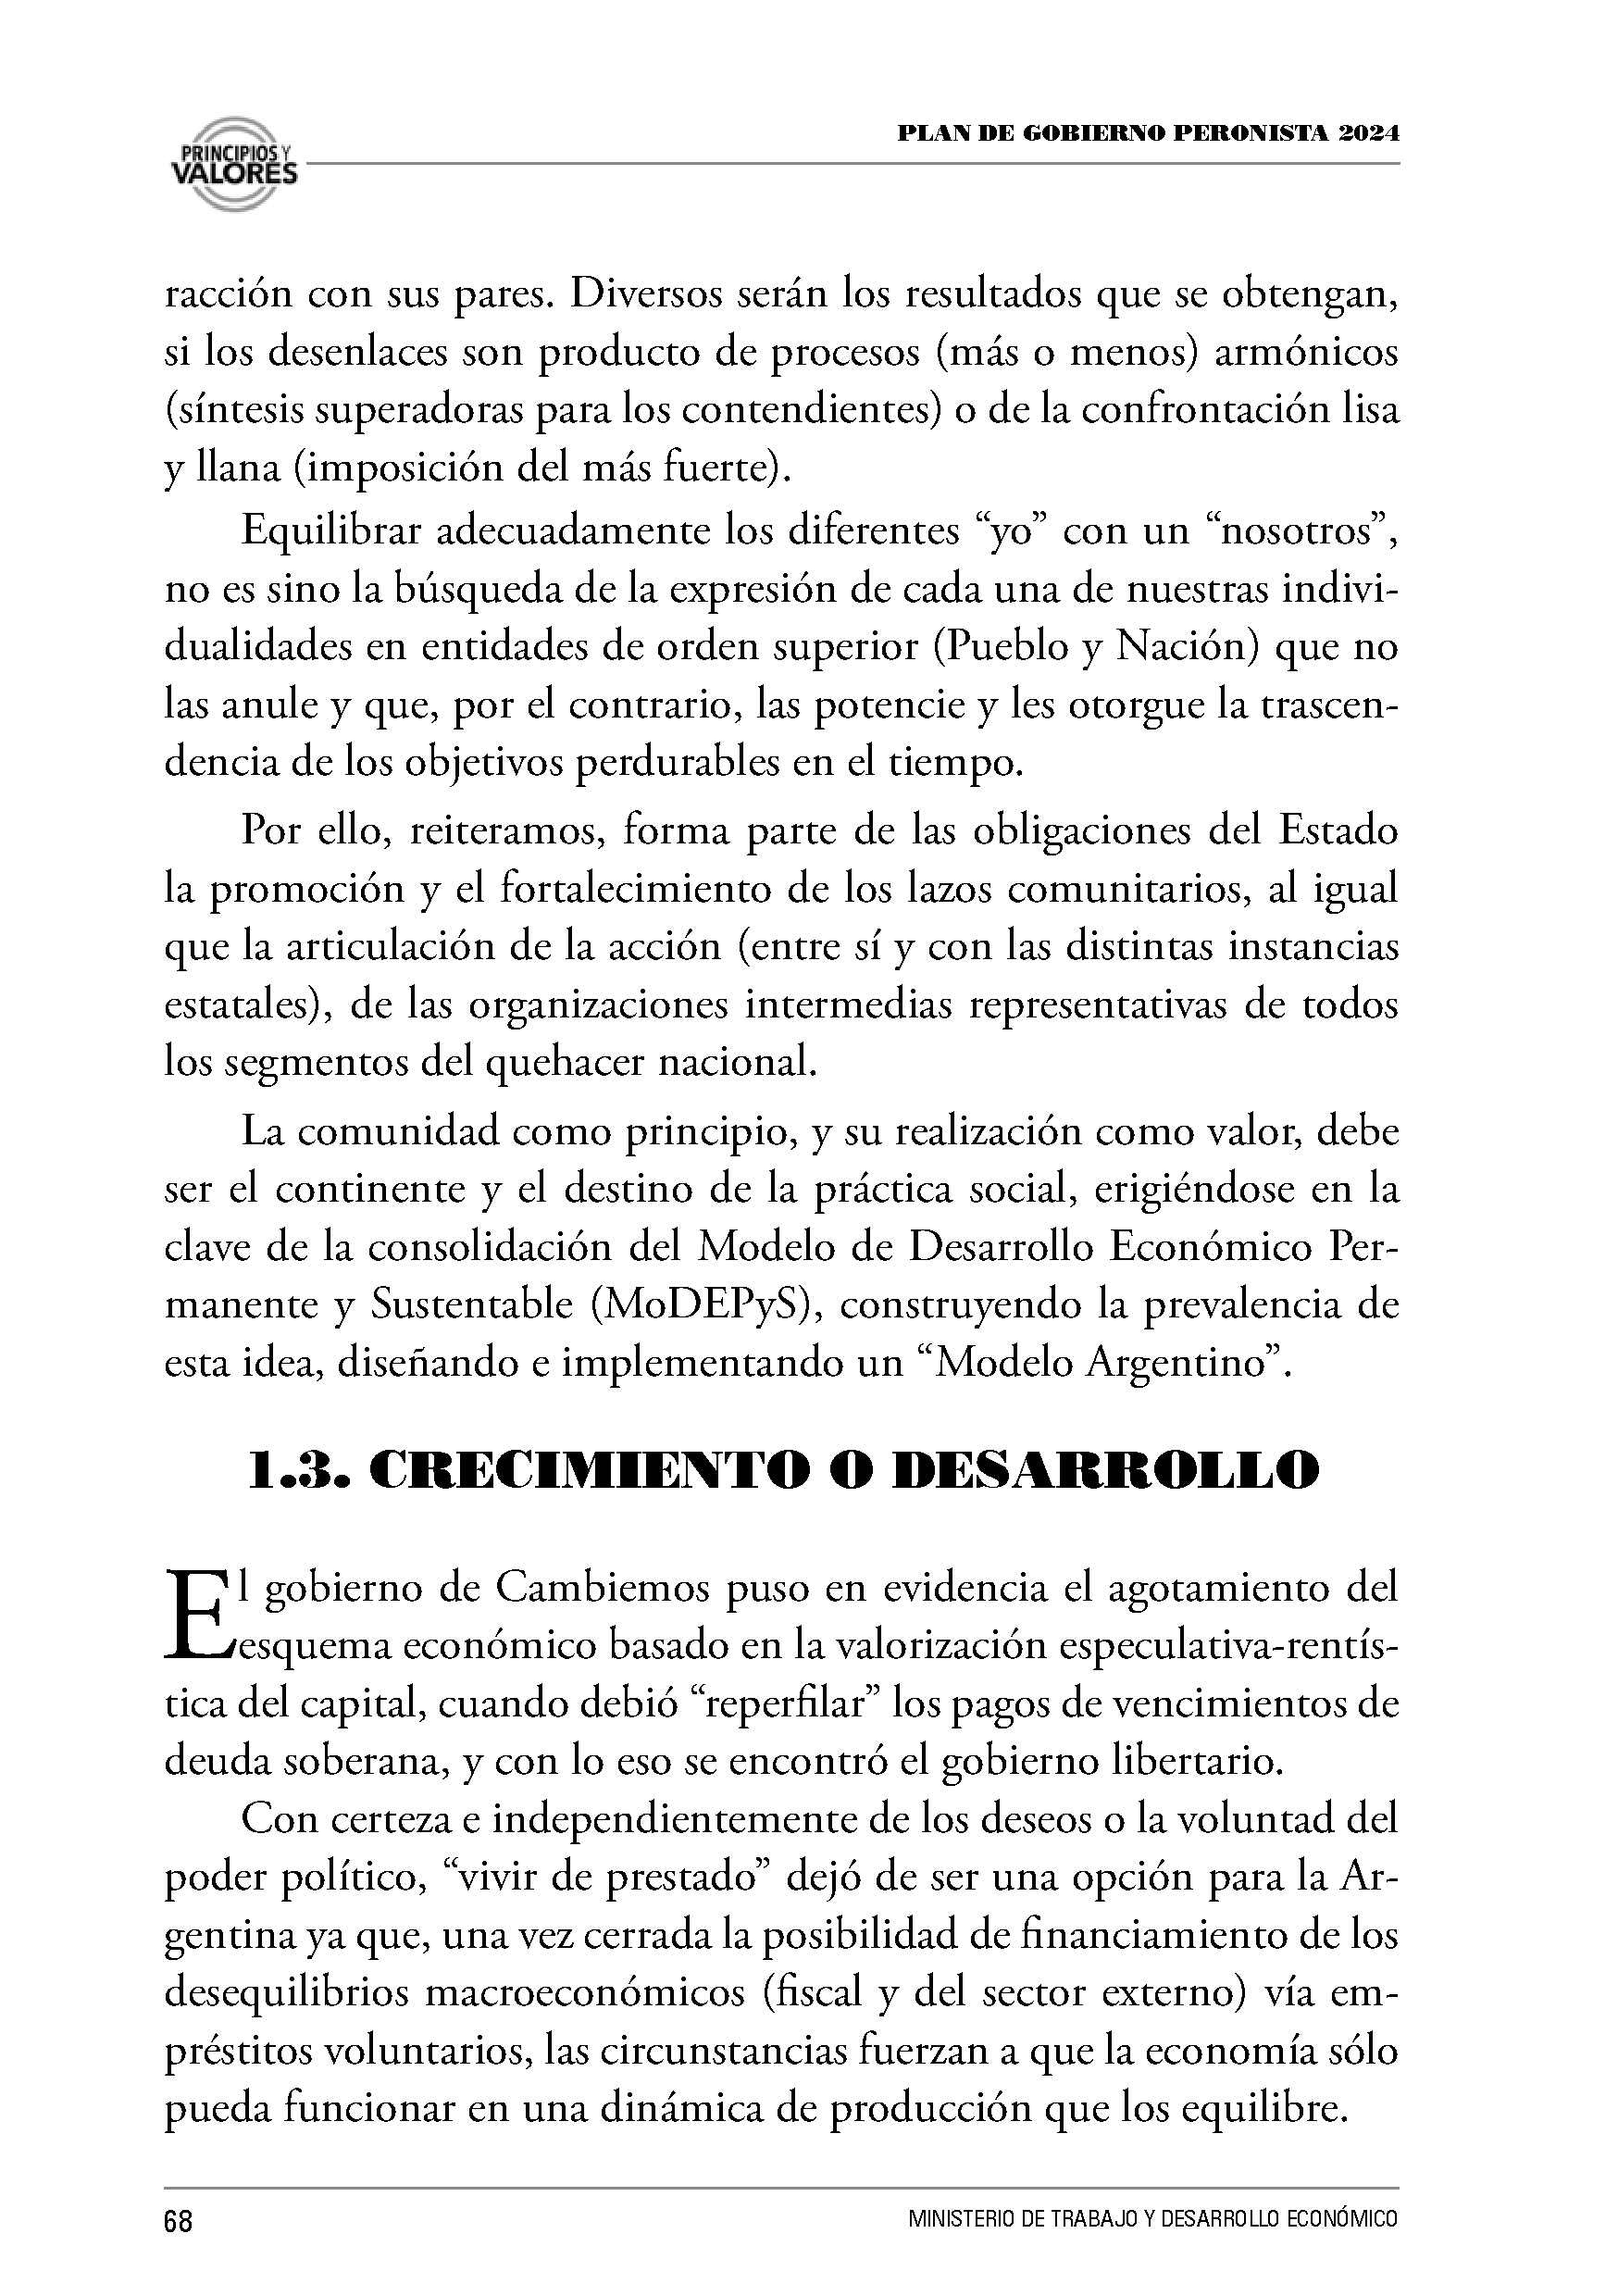 PLAN DE GOBIERNO PERONISTA 2024
PRINCIPIOS Y
VALORES
racción con sus pares. Diversos serán los resultados que se obtengan,
si los desenlaces son producto de procesos (más o menos) armónicos
(síntesis superadoras para los contendientes) o de la confrontación lisa
y llana (imposición del más fuerte).
Equilibrar adecuadamente los diferentes “yo” con un “nosotros”,
no es sino la búsqueda de la expresión de cada una de nuestras indivi-
dualidades en entidades de orden superior (Pueblo y Nación) que no
las anule y que, por el contrario, las potencie y les otorgue la trascen-
dencia de los objetivos perdurables en el tiempo.
Por ello, reiteramos, forma parte de las obligaciones del Estado
la promoción y el fortalecimiento de los lazos comunitarios, al igual
que la articulación de la acción (entre sí y con las distintas instancias
estatales), de las organizaciones intermedias representativas de todos
los segmentos del quehacer nacional.
La comunidad como principio, y su realización como valor, debe
ser el continente y el destino de la práctica social, erigiéndose en la
clave de la consolidación del Modelo de Desarrollo Económico Per-
manente y Sustentable (MoDEPyS), construyendo la prevalencia de
esta idea, diseñando e implementando un “Modelo Argentino”.
1.3. CRECIMIENTO O DESARROLLO
El gobierno de Cambiemos puso en evidencia el agotamiento del
esquema económico basado en la valorización especulativa-rentís-
tica del capital, cuando debió “reperfilar” los pagos de vencimientos de
deuda soberana, y con lo eso se encontró el gobierno libertario.
Con certeza e independientemente de los deseos o la voluntad del
poder político, “vivir de prestado” dejó de ser una opción para la Ar-
gentina ya que, una vez cerrada la posibilidad de financiamiento de los
desequilibrios macroeconómicos (fiscal y del sector externo) vía em-
préstitos voluntarios, las circunstancias fuerzan a que la economía sólo
pueda funcionar en una dinámica de producción que los equilibre.
68
MINISTERIO DE TRABAJO Y DESARROLLO ECONÓMICO